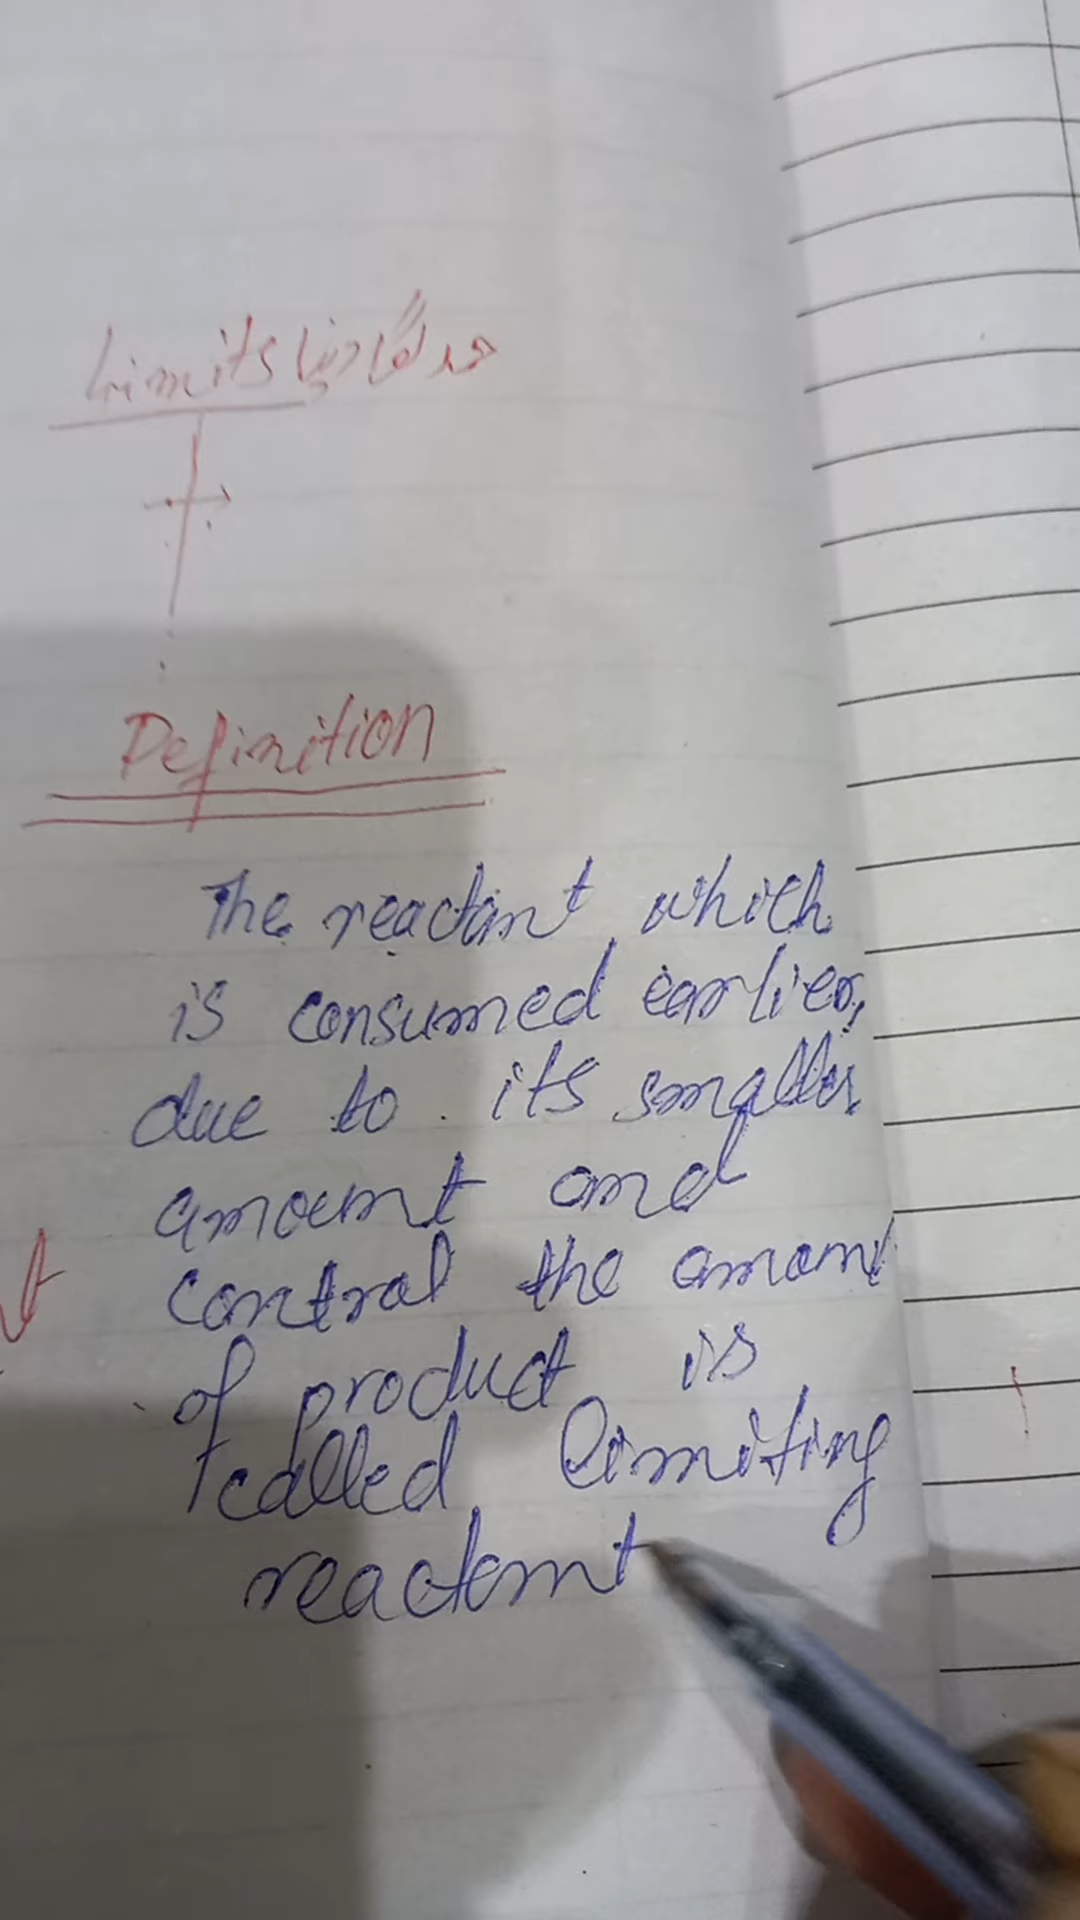 Limits
Definition
The reactant which
is consumed earlier,
due to its smaller
amount and
control the amount
of product is
called limiting
reactant